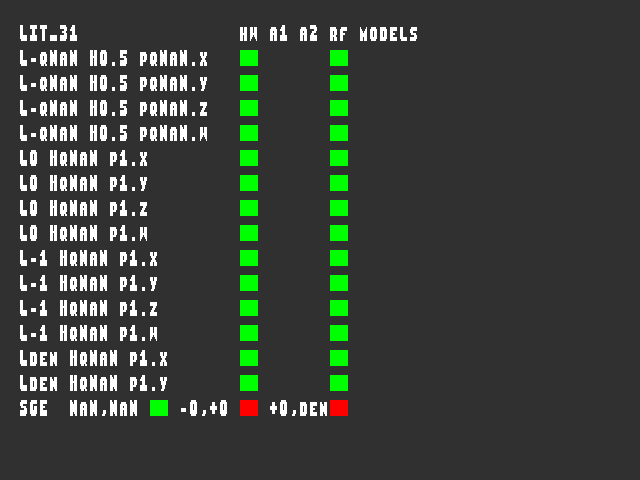 LIT_31 HW A1 A2 RF MODELS
L-QNAN H0.5 PQNAN.X
L-QNAN H0.5 PQNAN.Y
L-QNAN H0.5 PQNAN.Z
L-QNAN H0.5 PQNAN.W
L0 HQNAN P1.X
L0 HQNAN P1.Y
L0 HQNAN P1.Z
L0 HQNAN P1.W
L-1 HQNAN P1.X
L-1 HQNAN P1.Y
L-1 HQNAN P1.Z
L-1 HQNAN P1.W
LDEN HQNAN P1.X
LDEN HQNAN P1.Y
SGE NAN,NAN -0,+0 +0,DEN